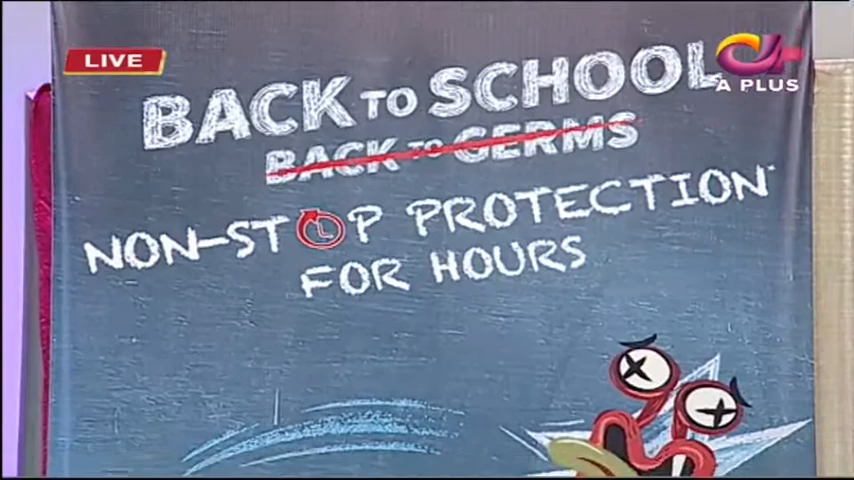 LIVE
A PLUS
BACK TO SCHOOL
BACK TO GERMS
NON-STOP PROTECTION*
FOR HOURS